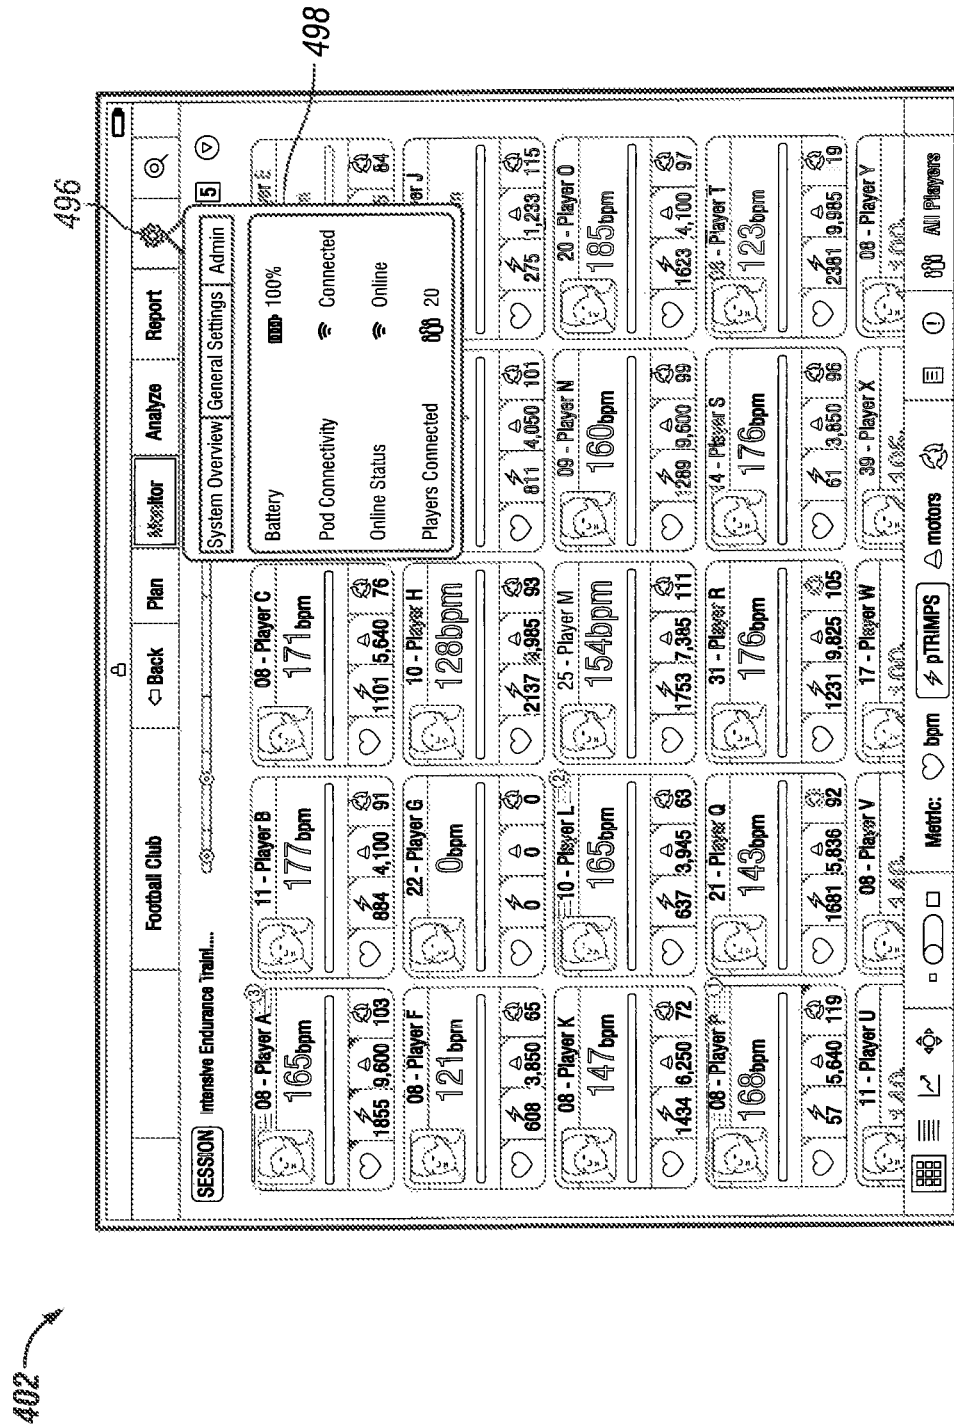 402
496
498
Back Plan Monitor Analyze Report
Football Club
SESSION Intensive Endurance Traini.... 5
System Overview General Settings Admin
Battery 100%
Pod Connectivity Connected
Online Status Online
Players Connected 20
08 - Player A 3
165bpm
1855 9,600 103
11 - Player B
177bpm
884 4,100 91
08 - Player C
171bpm
1101 5,640 76
84
08 - Player F
121bpm
608 3,850 65
22 - Player G
0bpm
0 0 0
10 - Player H
128bpm
2137 9,985 93
811 4,050 101
er J
275 1,233 115
08 - Player K
147bpm
1434 6,250 72
10 - Player L 2
165bpm
637 3,945 63
25 - Player M
154bpm
1753 7,385 111
09 - Player N
160bpm
1289 9,600 99
20 - Player O
185bpm
1623 4,100 97
08 - Player P 1
168bpm
57 5,640 119
21 - Player Q
143bpm
1681 5,836 92
31 - Player R
176bpm
1231 9,825 105
14 - Player S
176bpm
61 3,850 96
- Player T
123bpm
2381 9,985 19
11 - Player U
08 - Player V
17 - Player W
39 - Player X
08 - Player Y
Metric: bpm pTRIMPS motors All Players